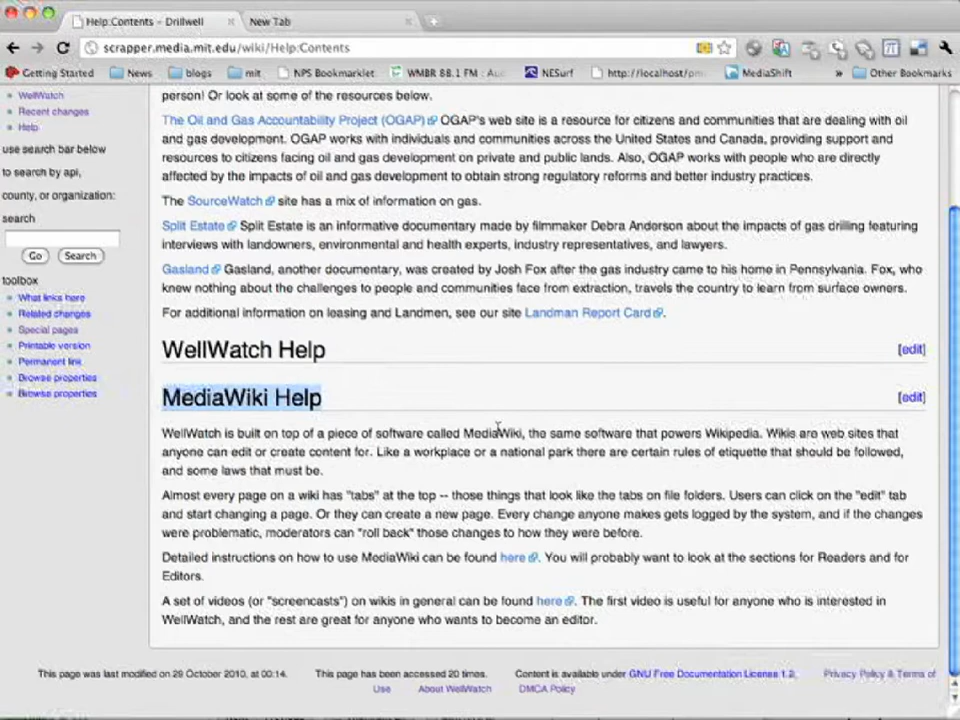 Help:Contents – Drillwell
New Tab
scrapper.media.mit.edu/wiki/Help:Contents
Getting Started
News
blogs
mit
NPS Bookmarklet
WMBR 88.1 FM : Au
NESurf
http://localhost/pm
MediaShift
»
Other Bookmarks
WellWatch
Recent changes
Help
use search bar below
to search by api,
county, or organization:
search
Go
Search
toolbox
What links here
Related changes
Special pages
Printable version
Permanent link
Browse properties
Browse properties
person! Or look at some of the resources below.
The Oil and Gas Accountability Project (OGAP) OGAP's web site is a resource for citizens and communities that are dealing with oil
and gas development. OGAP works with individuals and communities across the United States and Canada, providing support and
resources to citizens facing oil and gas development on private and public lands. Also, OGAP works with people who are directly
affected by the impacts of oil and gas development to obtain strong regulatory reforms and better industry practices.
The SourceWatch site has a mix of information on gas.
Split Estate Split Estate is an informative documentary made by filmmaker Debra Anderson about the impacts of gas drilling featuring
interviews with landowners, environmental and health experts, industry representatives, and lawyers.
Gasland Gasland, another documentary, was created by Josh Fox after the gas industry came to his home in Pennsylvania. Fox, who
knew nothing about the challenges to people and communities face from extraction, travels the country to learn from surface owners.
For additional information on leasing and Landmen, see our site Landman Report Card.
WellWatch Help
[edit]
MediaWiki Help
[edit]
WellWatch is built on top of a piece of software called MediaWiki, the same software that powers Wikipedia. Wikis are web sites that
anyone can edit or create content for. Like a workplace or a national park there are certain rules of etiquette that should be followed,
and some laws that must be.
Almost every page on a wiki has "tabs" at the top -- those things that look like the tabs on file folders. Users can click on the "edit" tab
and start changing a page. Or they can create a new page. Every change anyone makes gets logged by the system, and if the changes
were problematic, moderators can "roll back" those changes to how they were before.
Detailed instructions on how to use MediaWiki can be found here. You will probably want to look at the sections for Readers and for
Editors.
A set of videos (or "screencasts") on wikis in general can be found here. The first video is useful for anyone who is interested in
WellWatch, and the rest are great for anyone who wants to become an editor.
This page was last modified on 29 October 2010, at 00:14.
This page has been accessed 20 times.
Content is available under GNU Free Documentation License 1.2.
Privacy Policy & Terms of
Use
About WellWatch
DMCA Policy